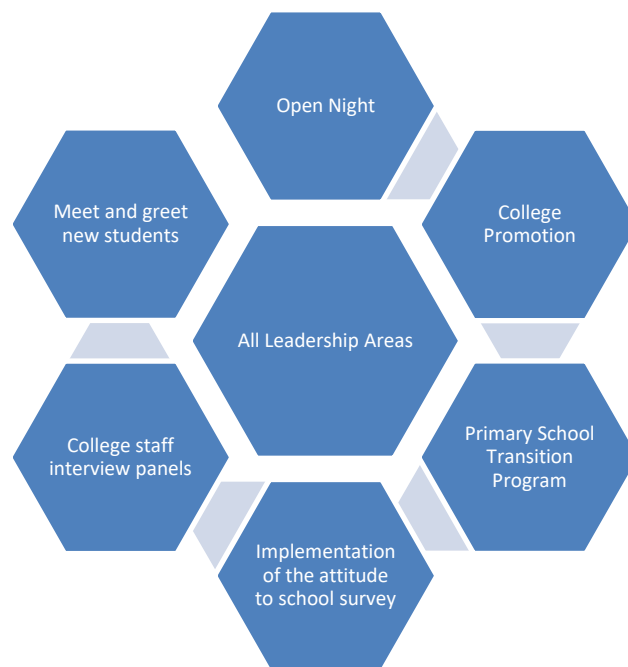 Open Night
College
Promotion
Primary School
Transition
Program
Implementation
of the attitude
to school survey
College staff
interview panels
Meet and greet
new students
All Leadership Areas